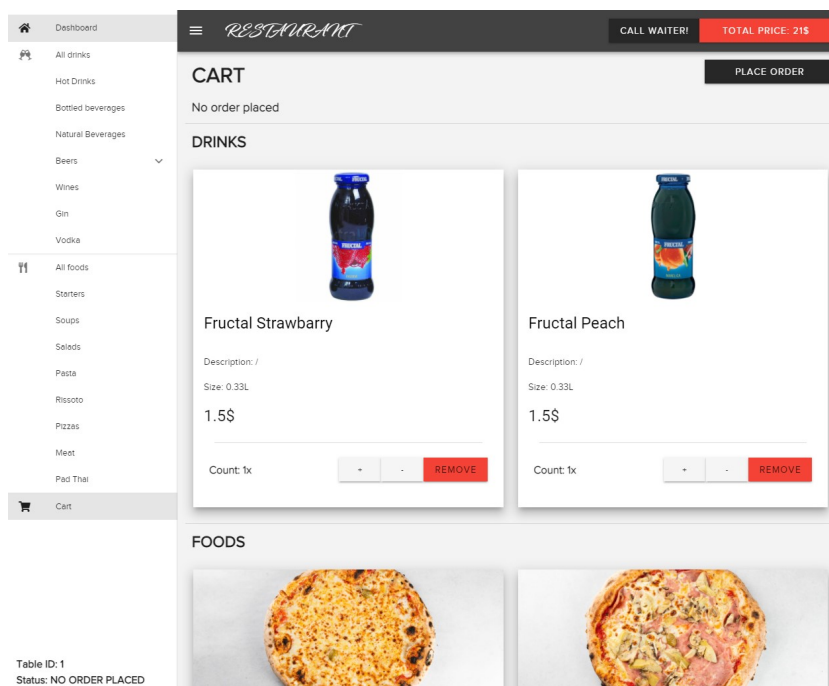 Dashboard
All drinks
Hot Drinks
Bottled beverages
Natural Beverages
Beers
Wines
Gin
Vodka
All foods
Starters
Soups
Salads
Pasta
Rissoto
Pizzas
Meat
Pad Thai
Cart
Table ID: 1
Status: NO ORDER PLACED
RESTAURANT
CALL WAITER!
TOTAL PRICE: 21$
CART
PLACE ORDER
No order placed
DRINKS
FRUCTAL
Fructal Strawbarry
Description: /
Size: 0.33L
1.5$
Count: 1x
+
-
REMOVE
FRUCTAL
Fructal Peach
Description: /
Size: 0.33L
1.5$
Count: 1x
+
-
REMOVE
FOODS